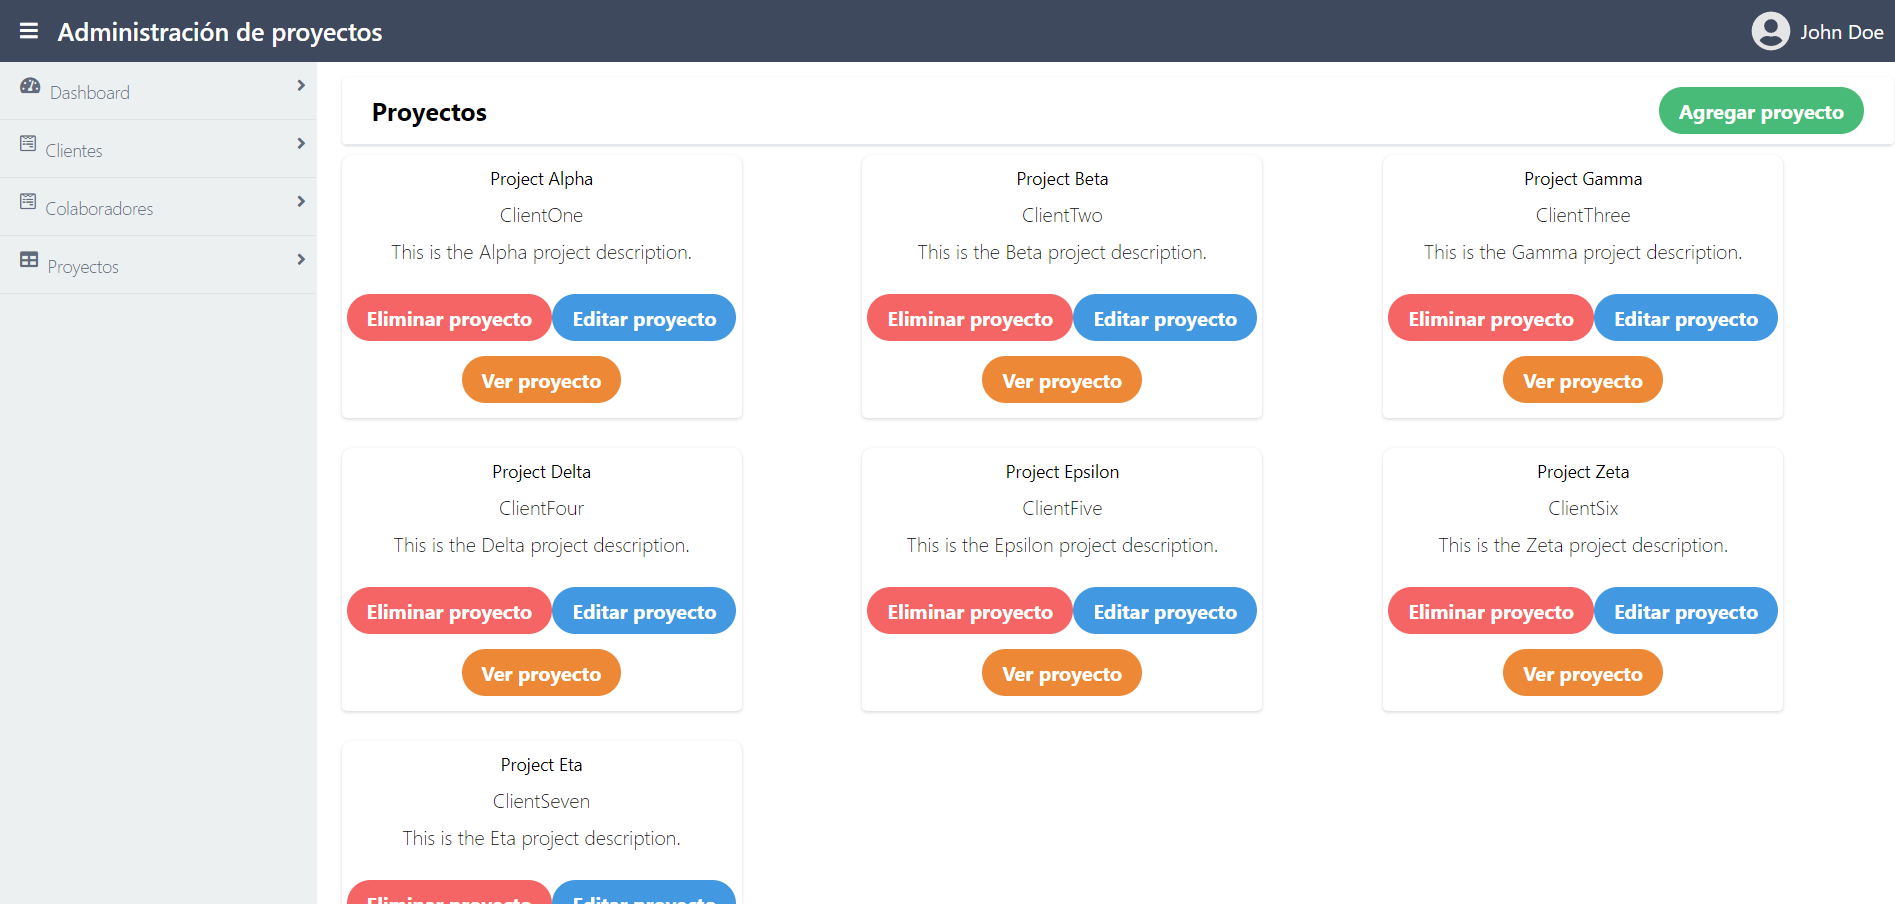 Administración de proyectos
John Doe
Dashboard
Clientes
Colaboradores
Proyectos
Proyectos
Agregar proyecto
Project Alpha
ClientOne
This is the Alpha project description.
Eliminar proyecto
Editar proyecto
Ver proyecto
Project Beta
ClientTwo
This is the Beta project description.
Eliminar proyecto
Editar proyecto
Ver proyecto
Project Gamma
ClientThree
This is the Gamma project description.
Eliminar proyecto
Editar proyecto
Ver proyecto
Project Delta
ClientFour
This is the Delta project description.
Eliminar proyecto
Editar proyecto
Ver proyecto
Project Epsilon
ClientFive
This is the Epsilon project description.
Eliminar proyecto
Editar proyecto
Ver proyecto
Project Zeta
ClientSix
This is the Zeta project description.
Eliminar proyecto
Editar proyecto
Ver proyecto
Project Eta
ClientSeven
This is the Eta project description.
Eliminar proyecto
Editar proyecto